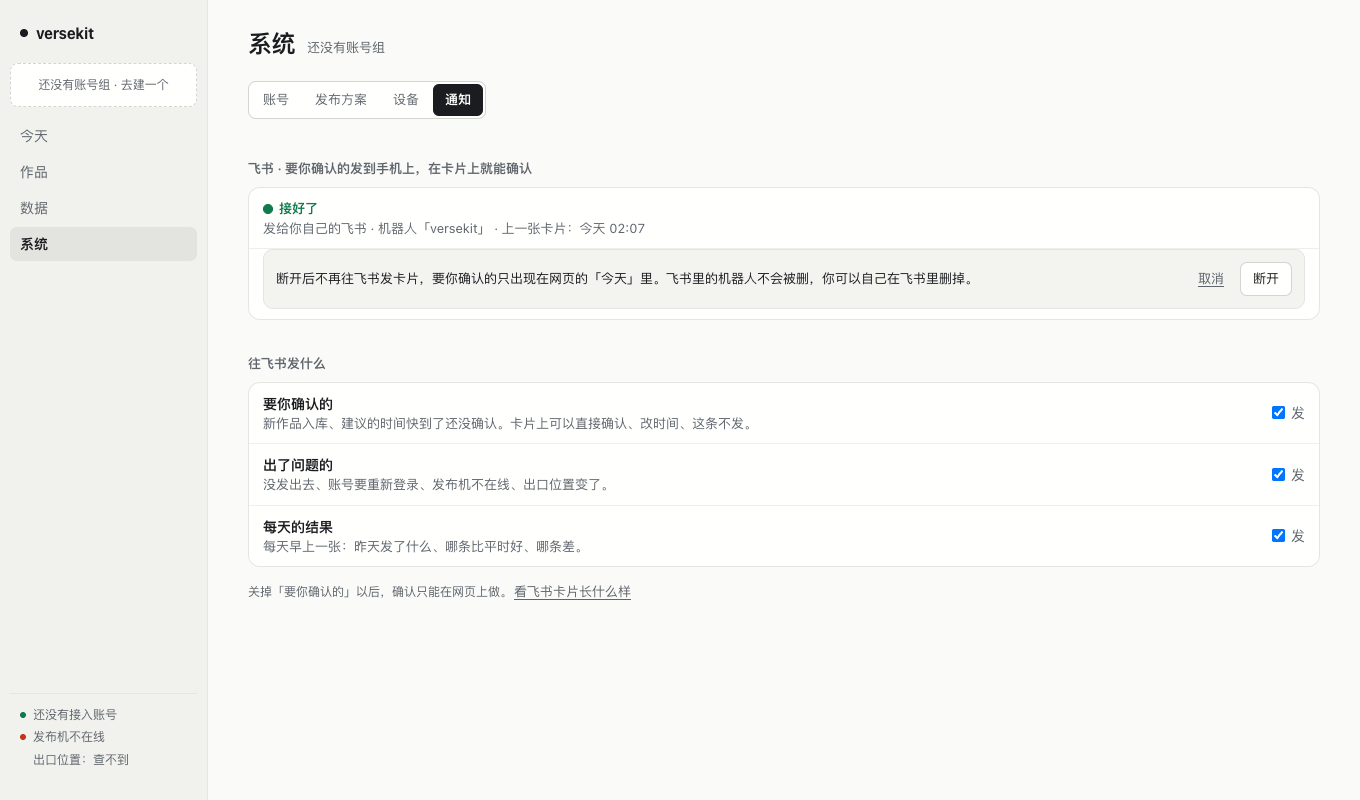 versekit
还没有账号组 · 去建一个
今天
作品
数据
系统
还没有接入账号
发布机不在线
出口位置：查不到
系统 还没有账号组
账号 发布方案 设备 通知
飞书 · 要你确认的发到手机上，在卡片上就能确认
接好了
发给你自己的飞书 · 机器人「versekit」 · 上一张卡片：今天 02:07
断开后不再往飞书发卡片，要你确认的只出现在网页的「今天」里。飞书里的机器人不会被删，你可以自己在飞书里删掉。 取消 断开
往飞书发什么
要你确认的
新作品入库、建议的时间快到了还没确认。卡片上可以直接确认、改时间、这条不发。 发
出了问题的
没发出去、账号要重新登录、发布机不在线、出口位置变了。 发
每天的结果
每天早上一张：昨天发了什么、哪条比平时好、哪条差。 发
关掉「要你确认的」以后，确认只能在网页上做。看飞书卡片长什么样